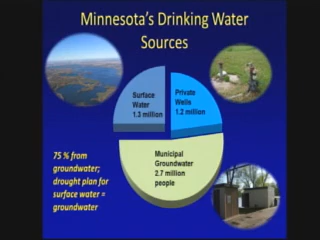 Minnesota's Drinking Water
Sources
Surface
Water
1.3 million
Private
Wells
1.2 million
Municipal
Groundwater
2.7 million
people
75 % from
groundwater;
drought plan for
surface water =
groundwater